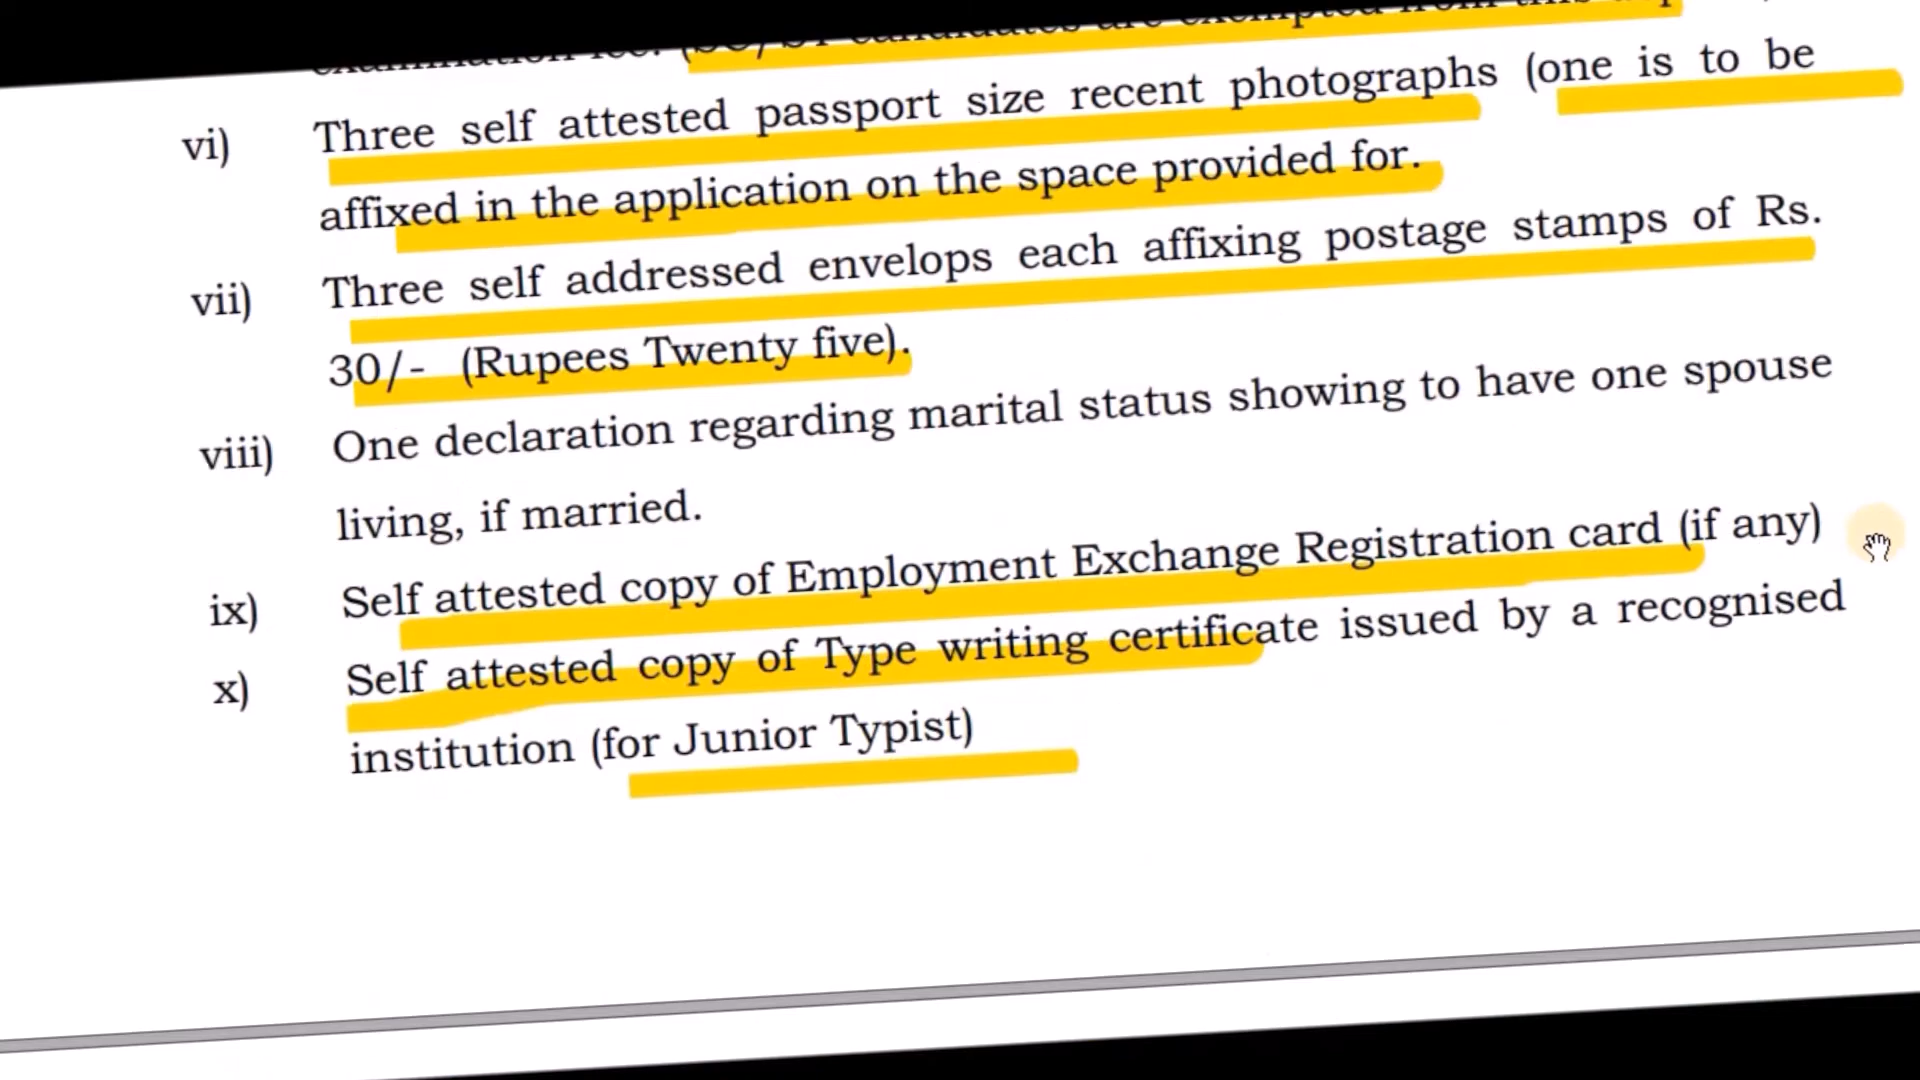 vi) Three self attested passport size recent photographs (one is to be
affixed in the application on the space provided for.
vii) Three self addressed envelops each affixing postage stamps of Rs.
30/- (Rupees Twenty five).
viii) One declaration regarding marital status showing to have one spouse
living, if married.
ix) Self attested copy of Employment Exchange Registration card (if any)
x) Self attested copy of Type writing certificate issued by a recognised
institution (for Junior Typist)